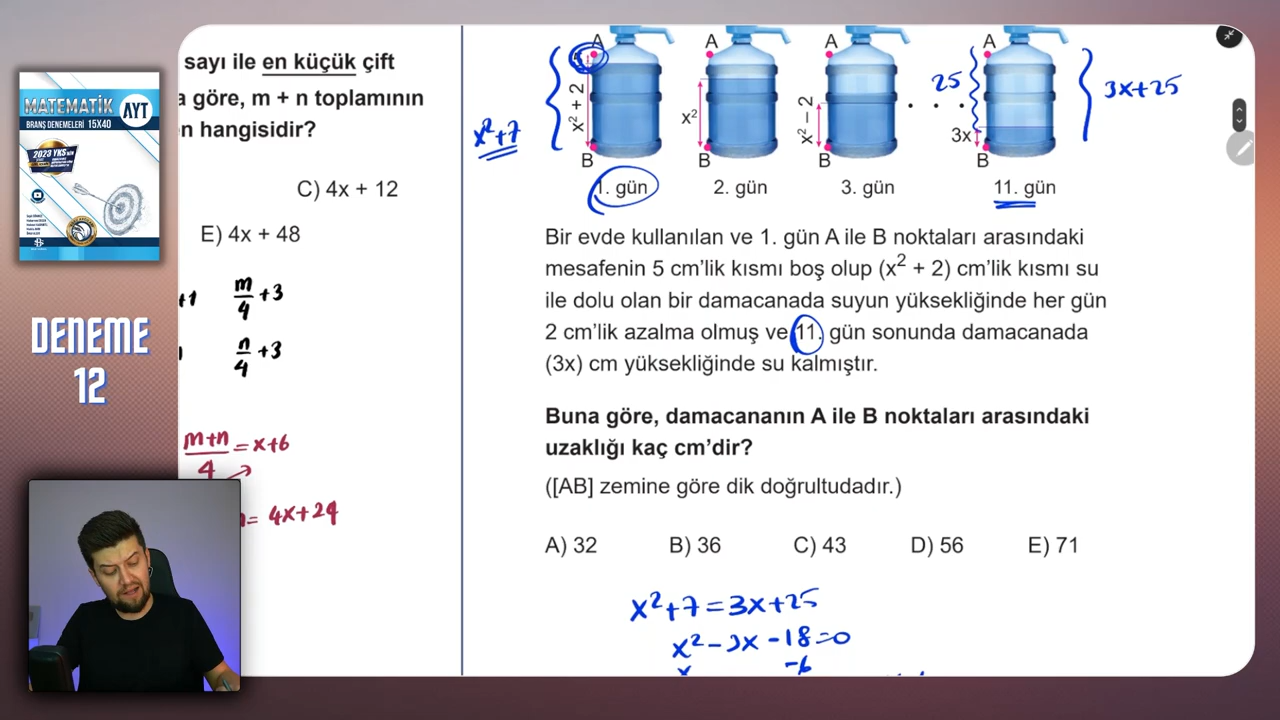 MATEMATİK AYT
BRANŞ DENEMELERİ 15X40
2023 YKS'NİN
DENEME
12
sayı ile en küçük çift
a göre, m + n toplamının
n hangisidir?
C) 4x + 12
E) 4x + 48
+1 m/4 +3
n/4 +3
m+n/4 = x+6
= 4x+24
x²+7
A
x² + 2
B
1. gün
A
x²
B
2. gün
A
x² – 2
B
3. gün
. . .
25
A
3x
B
11. gün
3x+25
Bir evde kullanılan ve 1. gün A ile B noktaları arasındaki
mesafenin 5 cm'lik kısmı boş olup (x² + 2) cm'lik kısmı su
ile dolu olan bir damacanada suyun yüksekliğinde her gün
2 cm'lik azalma olmuş ve 11. gün sonunda damacanada
(3x) cm yüksekliğinde su kalmıştır.
Buna göre, damacananın A ile B noktaları arasındaki
uzaklığı kaç cm'dir?
([AB] zemine göre dik doğrultudadır.)
A) 32 B) 36 C) 43 D) 56 E) 71
x²+7=3x+25
x²-3x-18=0
x -6